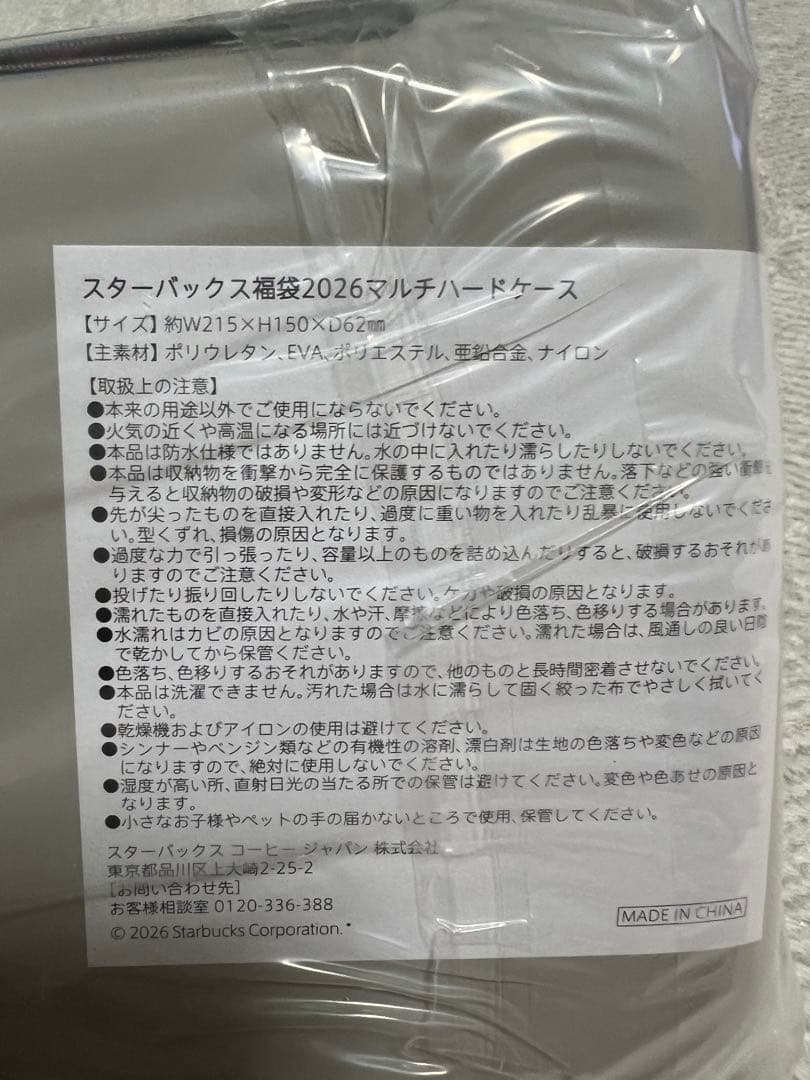 スターバックス福袋2026マルチハードケース
【サイズ】約W215×H150×D62㎜
【主素材】ポリウレタン、EVA、ポリエステル、亜鉛合金、ナイロン
【取扱上の注意】
●本来の用途以外でご使用にならないでください。
●火気の近くや高温になる場所には近づけないでください。
●本品は防水仕様ではありません。水の中に入れたり濡らしたりしないでください。
●本品は収納物を衝撃から完全に保護するものではありません。落下などの強い衝撃を
与えると収納物の破損や変形などの原因になりますのでご注意ください。
●先が尖ったものを直接入れたり、過度に重い物を入れたり乱暴に使用しないでくださ
い。型くずれ、損傷の原因となります。
●過度な力で引っ張ったり、容量以上のものを詰め込んだりすると、破損するおそれがあ
りますのでご注意ください。
●投げたり振り回したりしないでください。ケガや破損の原因となります。
●濡れたものを直接入れたり、水や汗、摩擦などにより色落ち、色移りする場合があります。
●水濡れはカビの原因となりますのでご注意ください。濡れた場合は、風通しの良い日陰
で乾かしてから保管ください。
●色落ち、色移りするおそれがありますので、他のものと長時間密着させないでください。
●本品は洗濯できません。汚れた場合は水に濡らして固く絞った布でやさしく拭いてく
ださい。
●乾燥機およびアイロンの使用は避けてください。
●シンナーやベンジン類などの有機性の溶剤、漂白剤は生地の色落ちや変色などの原因
になりますので、絶対に使用しないでください。
●湿度が高い所、直射日光の当たる所での保管は避けてください。変色や色あせの原因と
なります。
●小さなお子様やペットの手の届かないところで使用、保管してください。
スターバックス コーヒー ジャパン 株式会社
東京都品川区上大崎2-25-2
[お問い合わせ先]
お客様相談室 0120-336-388
© 2026 Starbucks Corporation.
MADE IN CHINA